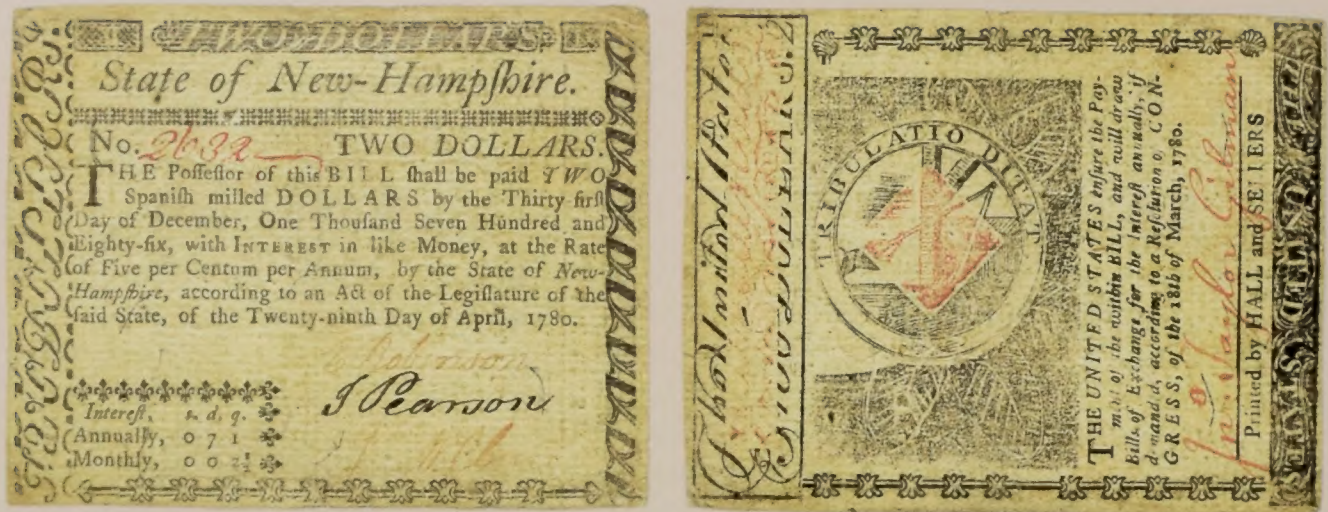 TWO DOLLARS
State of New-Hampſhire.
No. 2632 TWO DOLLARS.
THE Poſſeſſor of this BILL ſhall be paid TWO
Spaniſh milled DOLLARS by the Thirty-firſt
Day of December, One Thouſand Seven Hundred and
Eighty-ſix, with INTEREST in like Money, at the Rate
of Five per Centum per Annum, by the State of New-
Hampſhire, according to an Act of the Legiſlature of the
ſaid State, of the Twenty-ninth Day of April, 1780.
J Pearson
Intereſt, s. d. q.
Annually, 0 7 1
Monthly, 0 0 2½
TRIBULATIO DITAT
THE UNITED STATES enſure the Pay-
ment of the within BILL, and will draw
Bills of Exchange for the Intereſt annually, if
demanded, according to a Reſolution of CON-
GRESS, of the 18th of March, 1780.
Jno Taylor Gilman
Printed by HALL and SELLERS